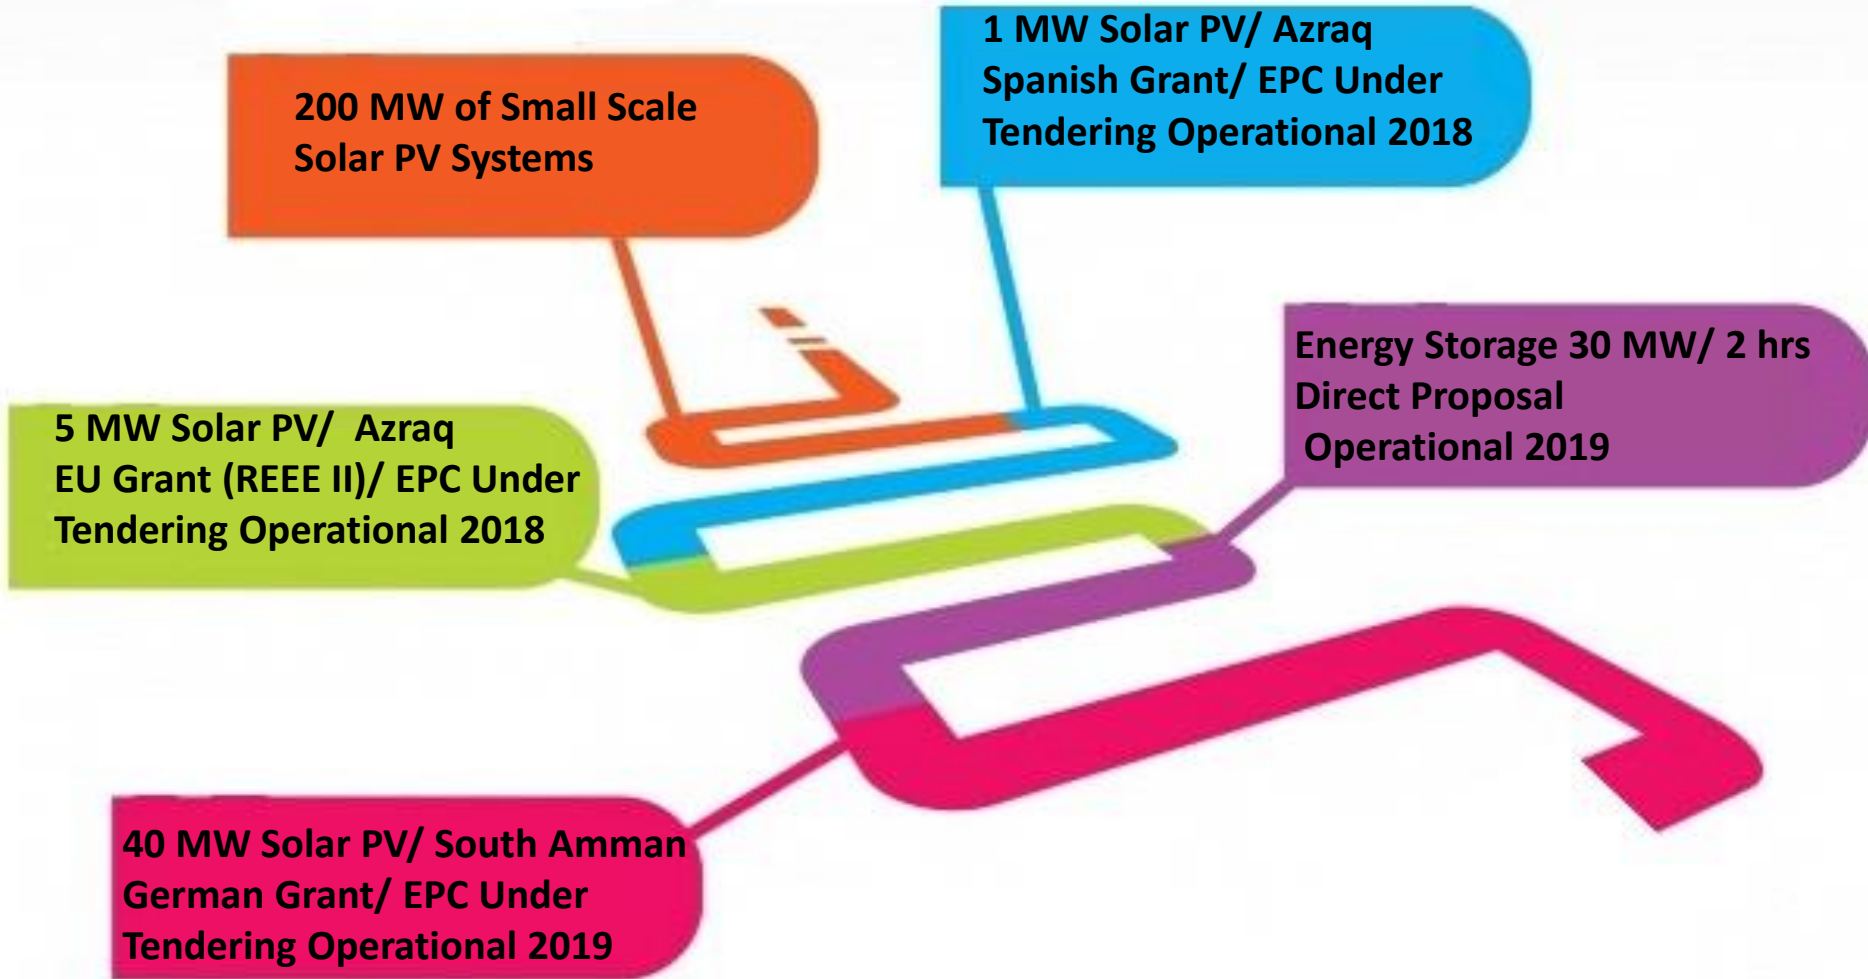 200 MW of Small Scale
Solar PV Systems
1 MW Solar PV/ Azraq
Spanish Grant/ EPC Under
Tendering Operational 2018
Energy Storage 30 MW/ 2 hrs
Direct Proposal
Operational 2019
5 MW Solar PV/ Azraq
EU Grant (REEE II)/ EPC Under
Tendering Operational 2018
40 MW Solar PV/ South Amman
German Grant/ EPC Under
Tendering Operational 2019